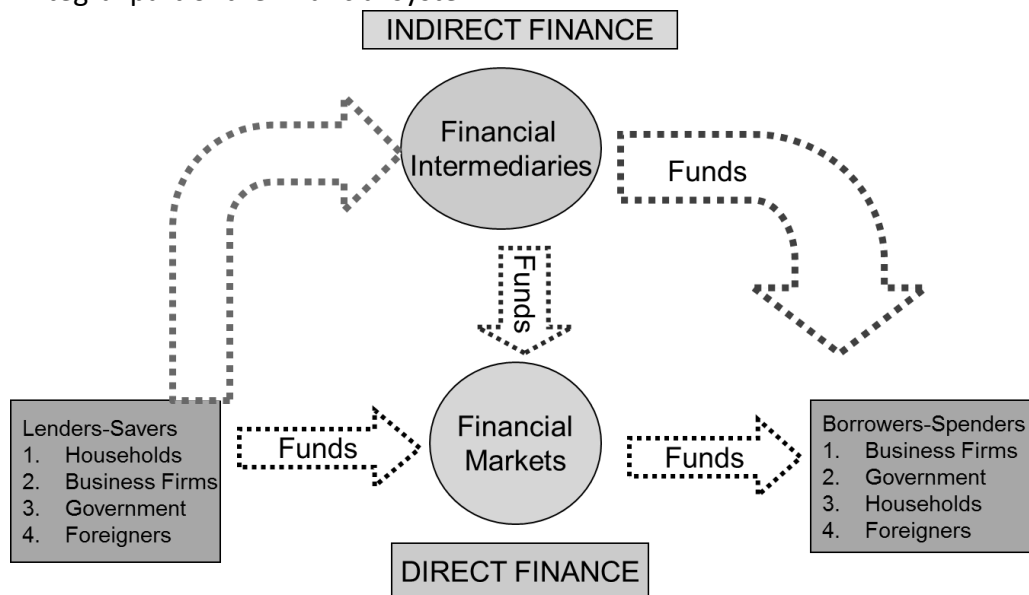 INDIRECT FINANCE
Financial
Intermediaries
Funds
Funds
Lenders-Savers
1. Households
2. Business Firms
3. Government
4. Foreigners
Funds
Financial
Markets
Funds
Borrowers-Spenders
1. Business Firms
2. Government
3. Households
4. Foreigners
DIRECT FINANCE